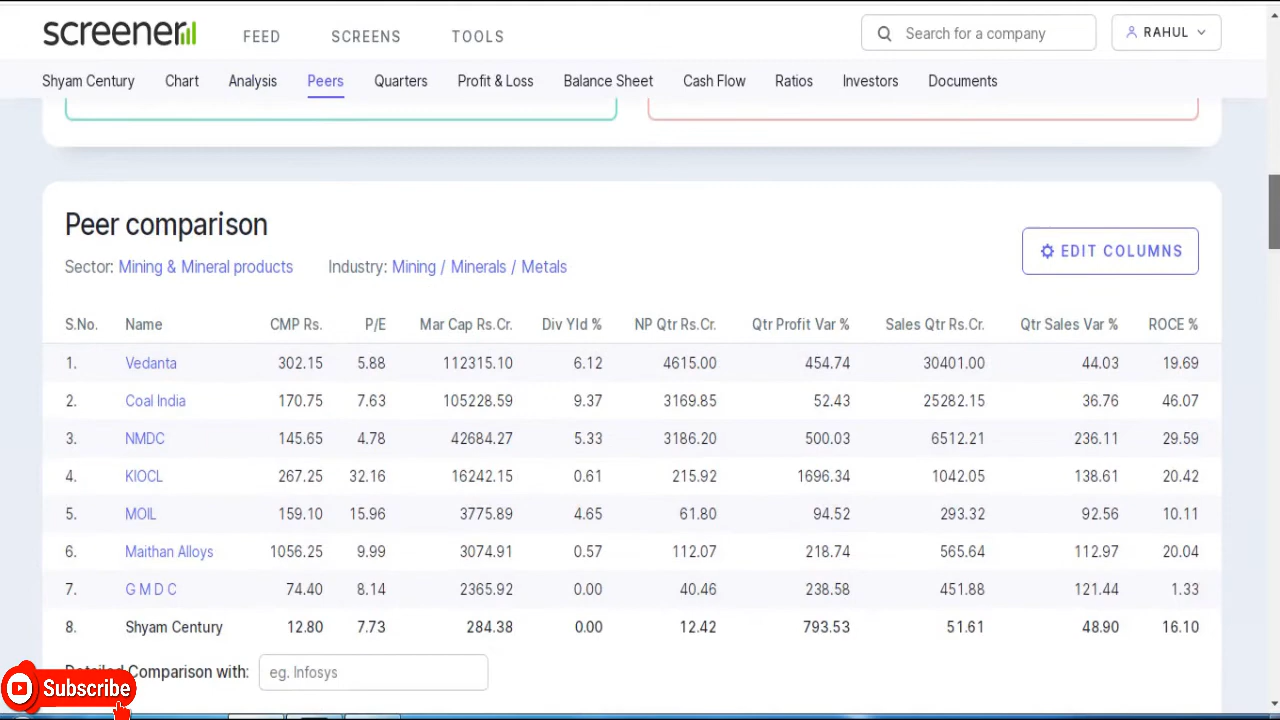 screener FEED SCREENS TOOLS Search for a company RAHUL
Shyam Century Chart Analysis Peers Quarters Profit & Loss Balance Sheet Cash Flow Ratios Investors Documents
Peer comparison
EDIT COLUMNS
Sector: Mining & Mineral products Industry: Mining / Minerals / Metals
S.No. Name CMP Rs. P/E Mar Cap Rs.Cr. Div Yld % NP Qtr Rs.Cr. Qtr Profit Var % Sales Qtr Rs.Cr. Qtr Sales Var % ROCE %
1. Vedanta 302.15 5.88 112315.10 6.12 4615.00 454.74 30401.00 44.03 19.69
2. Coal India 170.75 7.63 105228.59 9.37 3169.85 52.43 25282.15 36.76 46.07
3. NMDC 145.65 4.78 42684.27 5.33 3186.20 500.03 6512.21 236.11 29.59
4. KIOCL 267.25 32.16 16242.15 0.61 215.92 1696.34 1042.05 138.61 20.42
5. MOIL 159.10 15.96 3775.89 4.65 61.80 94.52 293.32 92.56 10.11
6. Maithan Alloys 1056.25 9.99 3074.91 0.57 112.07 218.74 565.64 112.97 20.04
7. G M D C 74.40 8.14 2365.92 0.00 40.46 238.58 451.88 121.44 1.33
8. Shyam Century 12.80 7.73 284.38 0.00 12.42 793.53 51.61 48.90 16.10
Detailed Comparison with: eg. Infosys
Subscribe